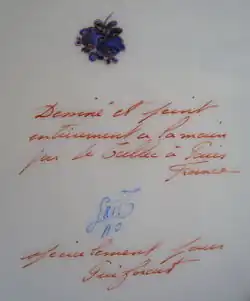 Dessiné et peint
entièrement à la main
par Le Tallec à Paris
France
spécialement pour